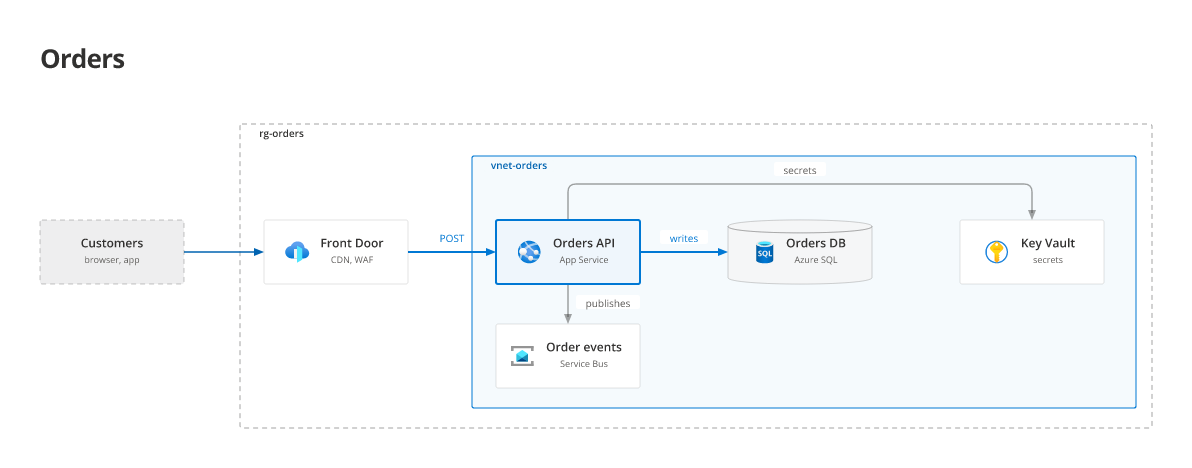 Orders
rg-orders
vnet-orders
secrets
Customers
browser, app
Front Door
CDN, WAF
POST
Orders API
App Service
writes
SQL
Orders DB
Azure SQL
Key Vault
secrets
publishes
Order events
Service Bus